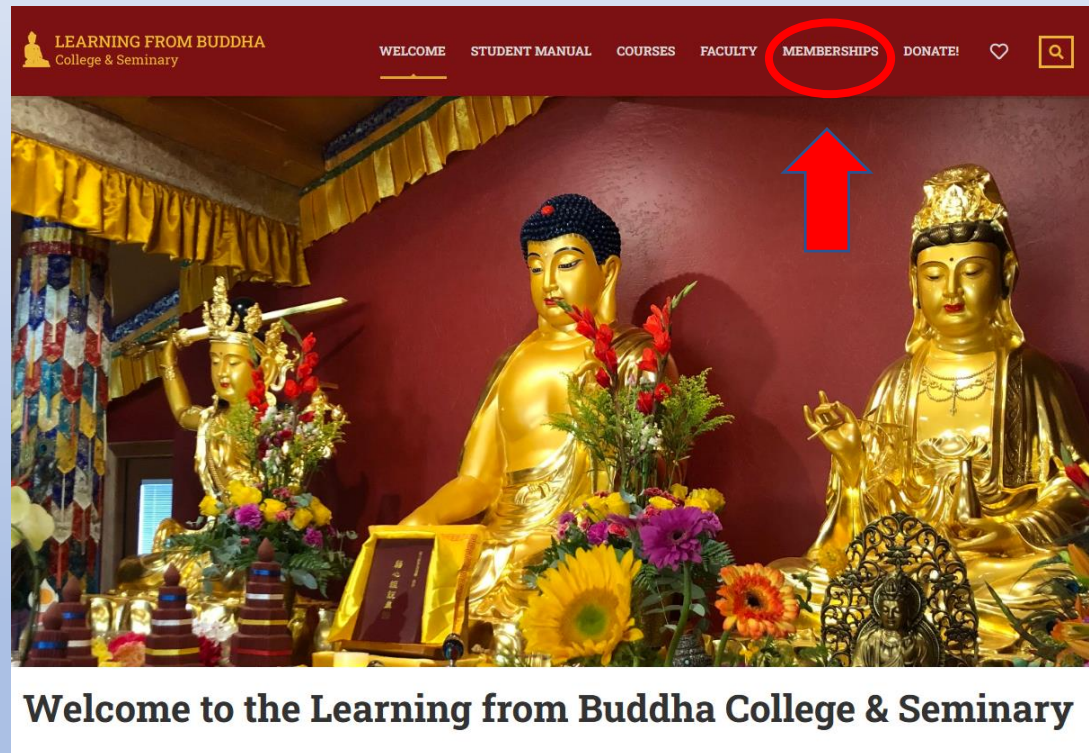 LEARNING FROM BUDDHA
College & Seminary
WELCOME STUDENT MANUAL COURSES FACULTY MEMBERSHIPS DONATE!
Welcome to the Learning from Buddha College & Seminary